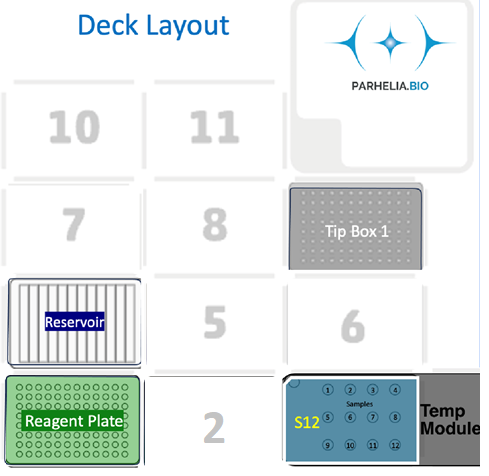 Deck Layout
PARHELIA.BIO
10
11
7
8
Tip Box 1
Reservoir
5
6
Reagent Plate
2
S12
1 2 3 4
Samples
5 6 7 8
9 10 11 12
Temp
Module